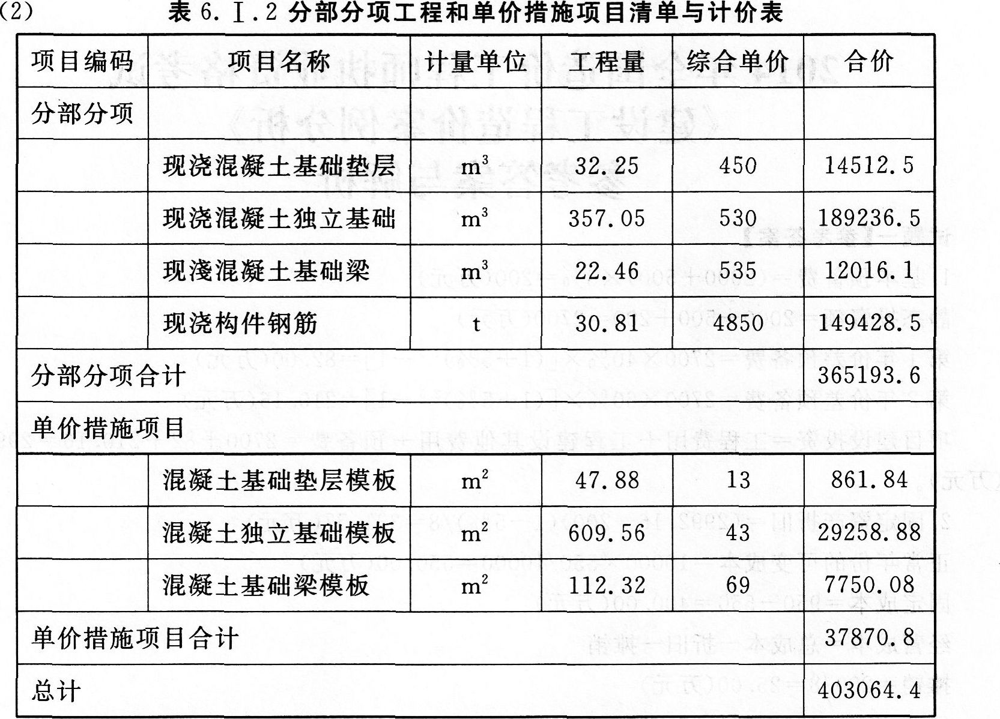 (2) 表 6.Ⅰ.2 分部分项工程和单价措施项目清单与计价表
项目编码 项目名称 计量单位 工程量 综合单价 合价
分部分项
现浇混凝土基础垫层 m³ 32.25 450 14512.5
现浇混凝土独立基础 m³ 357.05 530 189236.5
现淺混凝土基础梁 m³ 22.46 535 12016.1
现浇构件钢筋 t 30.81 4850 149428.5
分部分项合计 365193.6
单价措施项目
混凝土基础垫层模板 m² 47.88 13 861.84
混凝土独立基础模板 m² 609.56 43 29258.88
混凝土基础梁模板 m² 112.32 69 7750.08
单价措施项目合计 37870.8
总计 403064.4